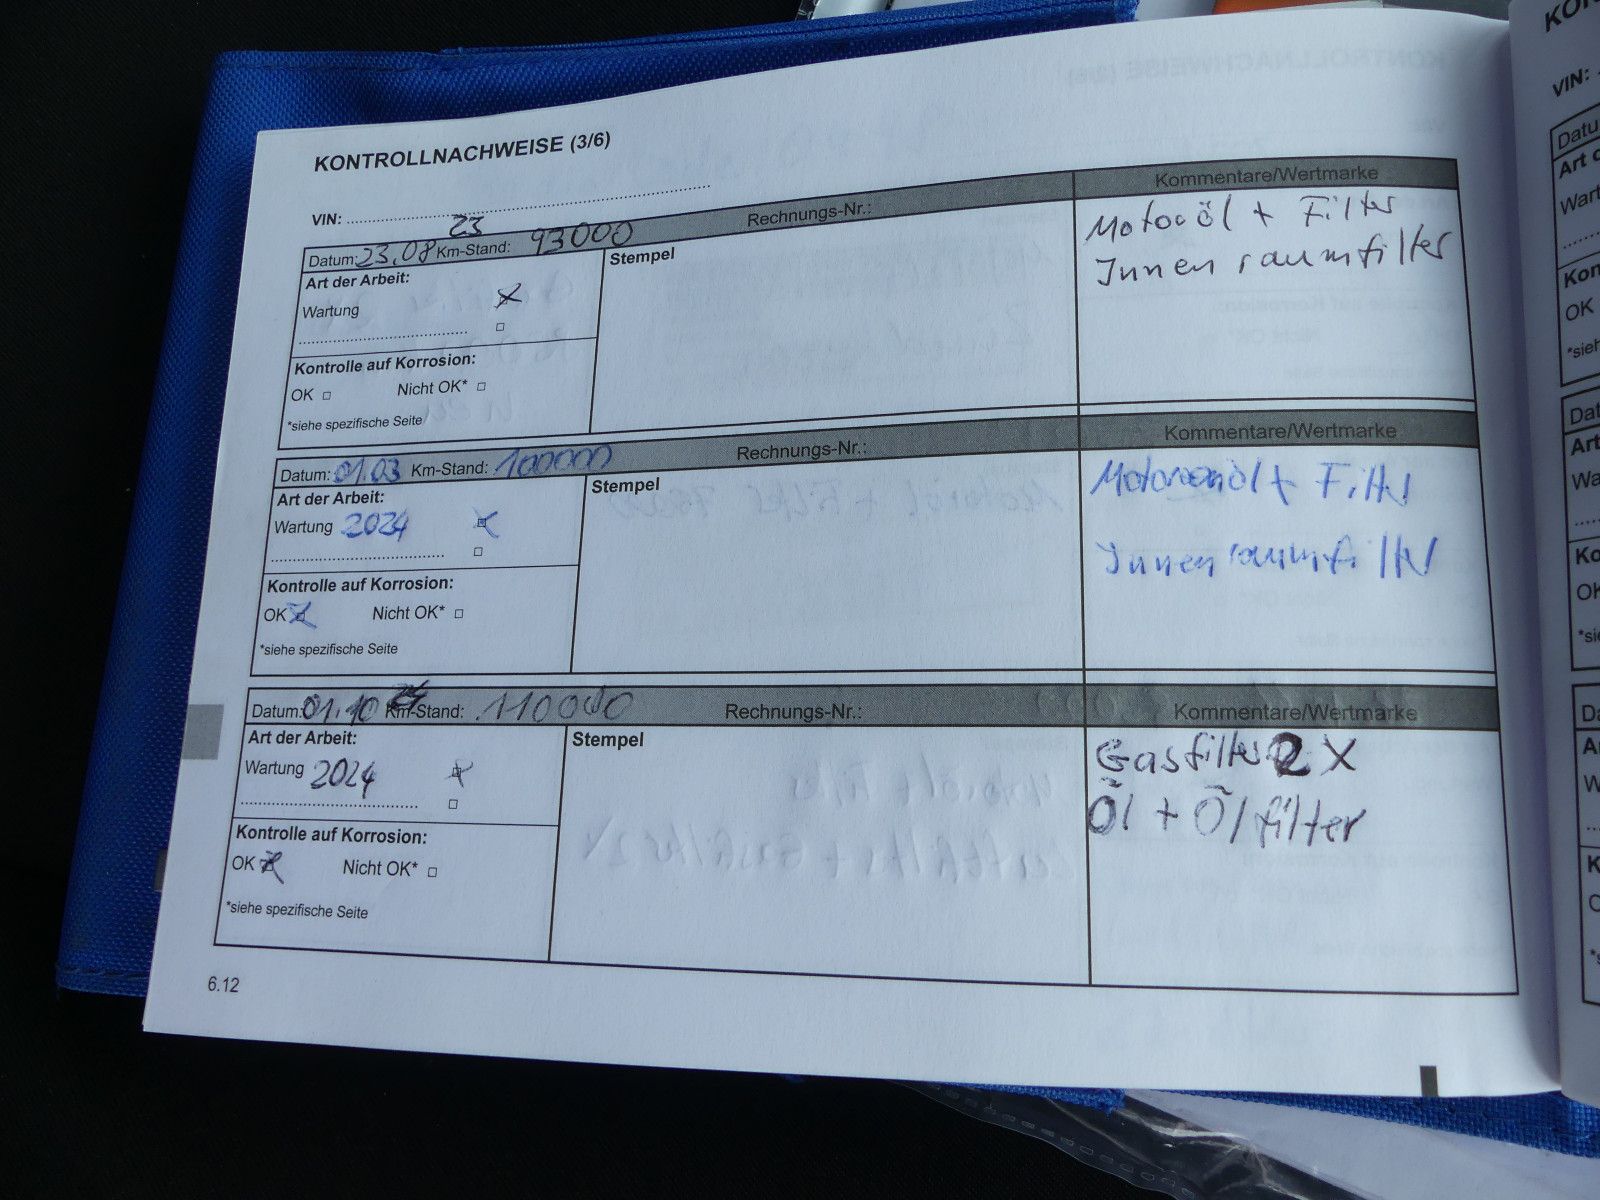 KONTROLLNACHWEISE (3/6)
VIN:
23
Datum: 23.08 Km-Stand: 93000 Rechnungs-Nr.: Kommentare/Wertmarke
Art der Arbeit:
Wartung
Kontrolle auf Korrosion:
OK Nicht OK*
*siehe spezifische Seite
Stempel
Motoröl + Filter
Innenraumfilter
Datum: 01.03 Km-Stand: 100000 Rechnungs-Nr.: Kommentare/Wertmarke
Art der Arbeit:
Wartung 2024
Kontrolle auf Korrosion:
OK Nicht OK*
*siehe spezifische Seite
Stempel
Motorenöl + Filter
Innenraumfilter
Datum: 01.10 24 Km-Stand: 110000 Rechnungs-Nr.: Kommentare/Wertmarke
Art der Arbeit:
Wartung 2024
Kontrolle auf Korrosion:
OK Nicht OK*
*siehe spezifische Seite
Stempel
Gasfilter 2 X
Öl + Ölfilter
6.12
VIN: